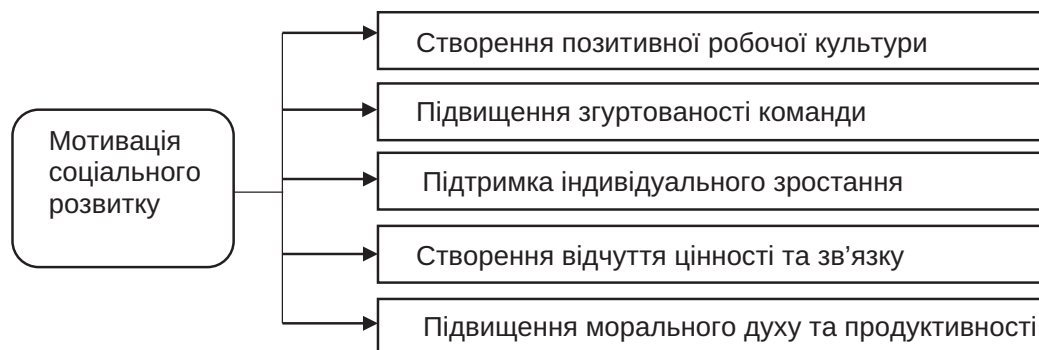 Створення позитивної робочої культури
Підвищення згуртованості команди
Мотивація
соціального
розвитку
Підтримка індивідуального зростання
Створення відчуття цінності та зв’язку
Підвищення морального духу та продуктивності